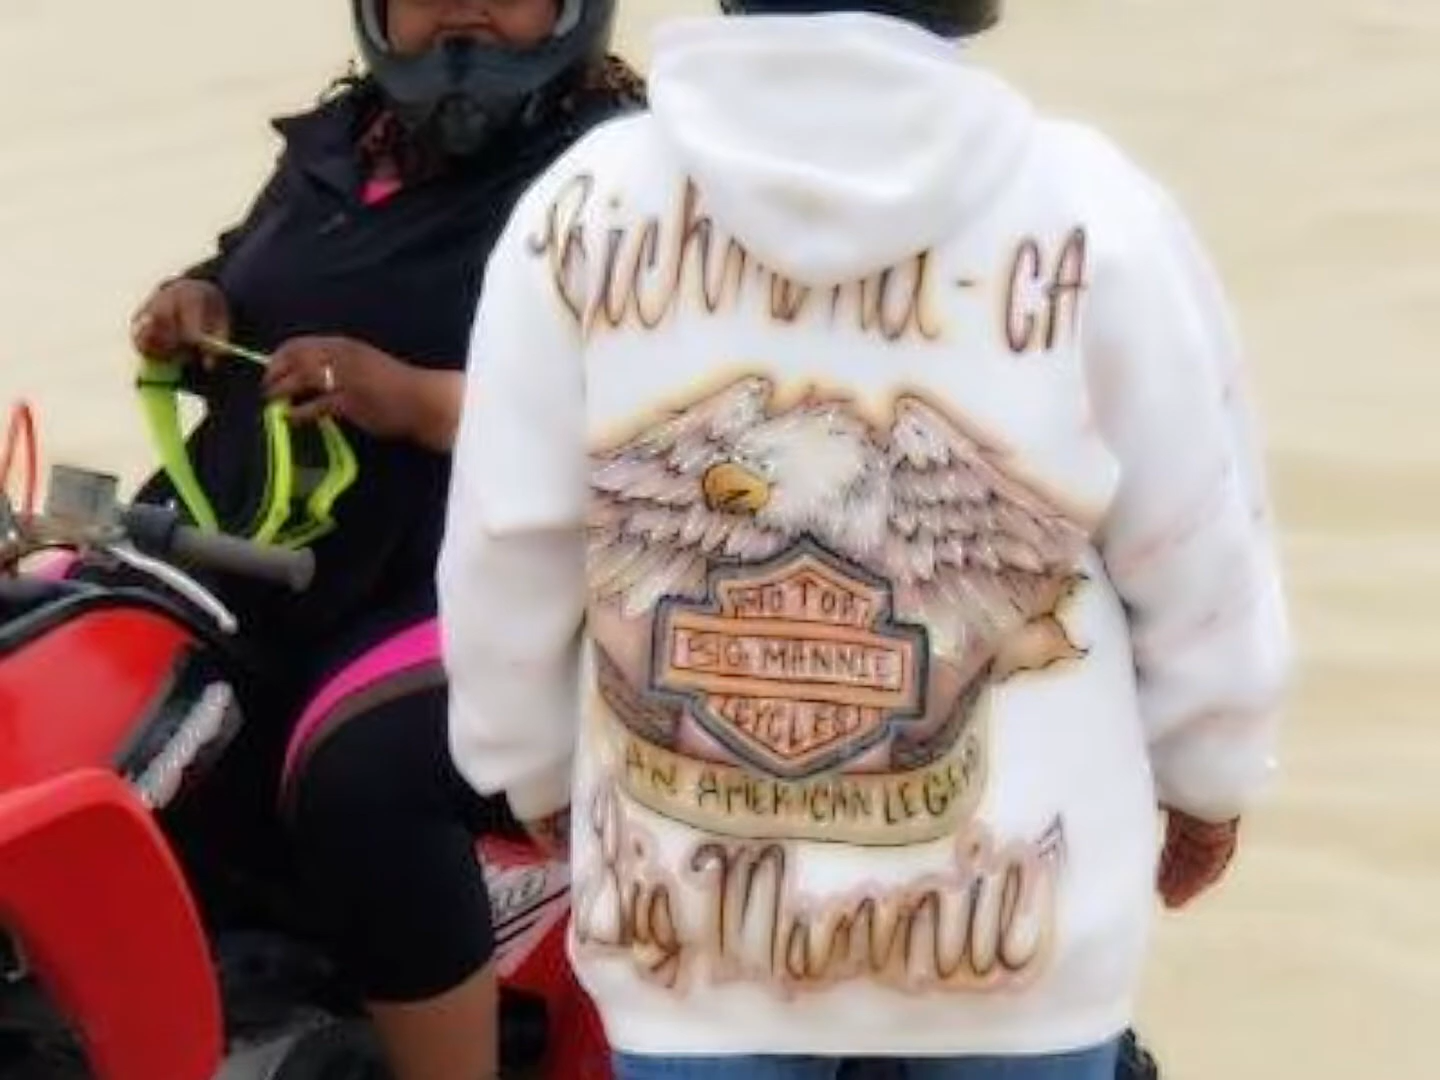 Richmond - CA
MOTOR
BIG MANNIE
CYCLES
AN AMERICAN LEGEND
Big Mannie